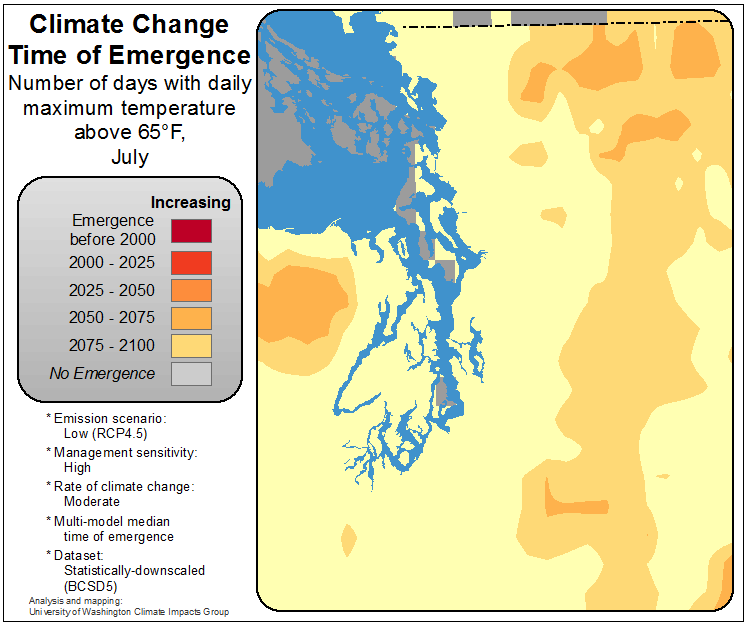 Climate Change
Time of Emergence
Number of days with daily
maximum temperature
above 65°F,
July
Increasing
Emergence
before 2000
2000 - 2025
2025 - 2050
2050 - 2075
2075 - 2100
No Emergence
* Emission scenario:
Low (RCP4.5)
* Management sensitivity:
High
* Rate of climate change:
Moderate
* Multi-model median
time of emergence
* Dataset:
Statistically-downscaled
(BCSD5)
Analysis and mapping:
University of Washington Climate Impacts Group